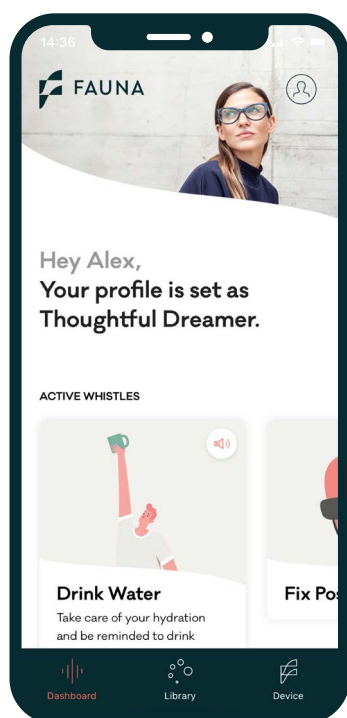 14:36
FAUNA
Hey Alex,
Your profile is set as
Thoughtful Dreamer.
ACTIVE WHISTLES
Drink Water
Take care of your hydration
and be reminded to drink
Fix Pos
Dashboard
Library
Device